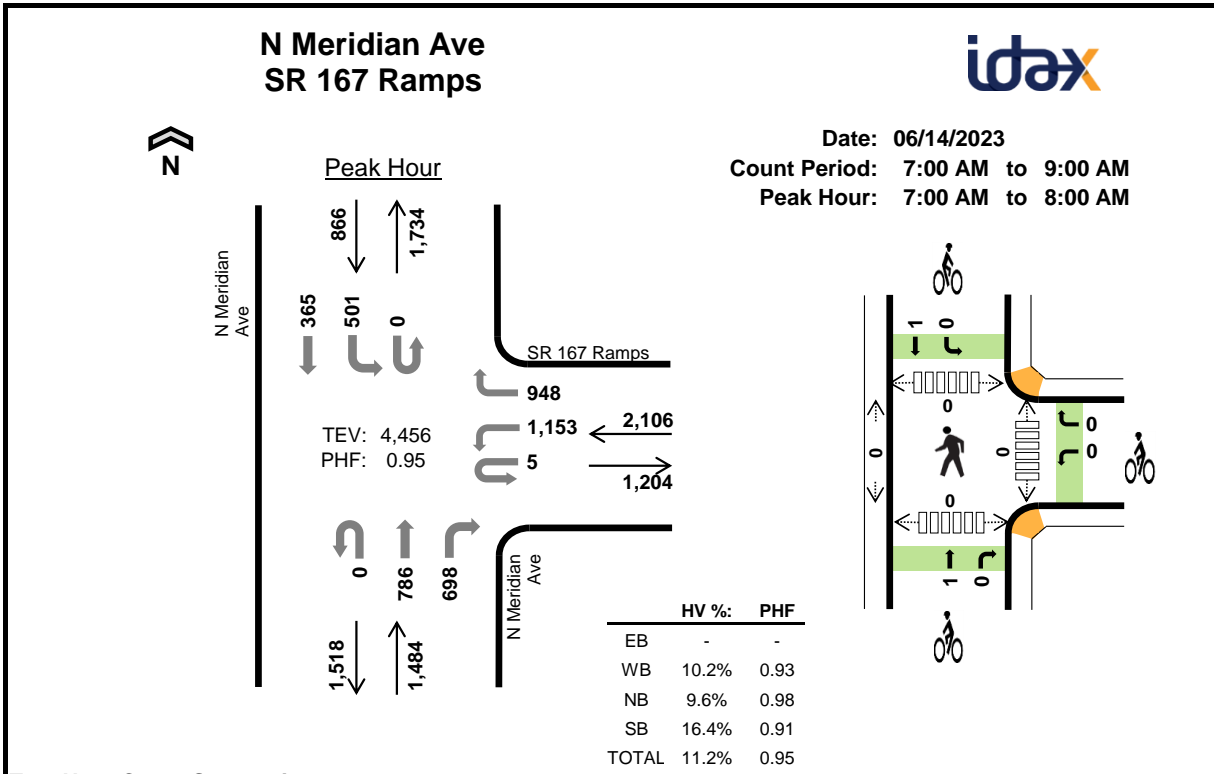 N Meridian Ave
SR 167 Ramps
idax
N
Peak Hour
Date: 06/14/2023
Count Period: 7:00 AM to 9:00 AM
Peak Hour: 7:00 AM to 8:00 AM
866
1,734
N Meridian
Ave
365
501
0
SR 167 Ramps
948
1,153
2,106
5
1,204
TEV: 4,456
PHF: 0.95
0
786
698
N Meridian
Ave
1,518
1,484
1
0
0
0
0
0
0
0
1
0
HV %: PHF
EB - -
WB 10.2% 0.93
NB 9.6% 0.98
SB 16.4% 0.91
TOTAL 11.2% 0.95